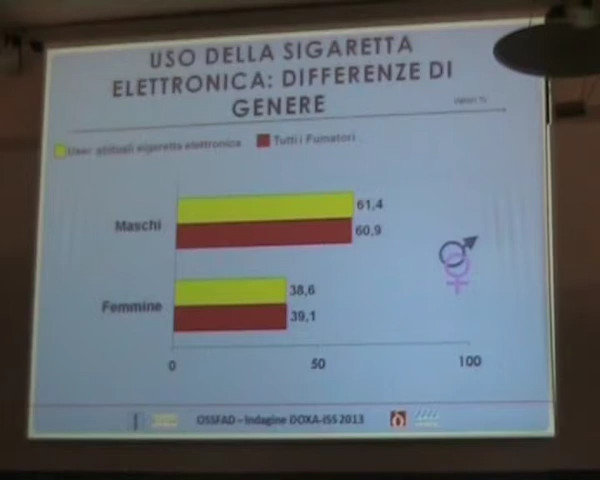 USO DELLA SIGARETTA
ELETTRONICA: DIFFERENZE DI
GENERE
Valori %
User abituali sigaretta elettronica
Tutti i Fumatori
Maschi
61,4
60,9
Femmine
38,6
39,1
0
50
100
OSSFAD – Indagine DOXA-ISS 2013